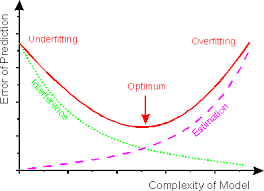 Underfitting
Overfitting
Error of Prediction
Interference
Optimum
Estimation
Complexity of Model